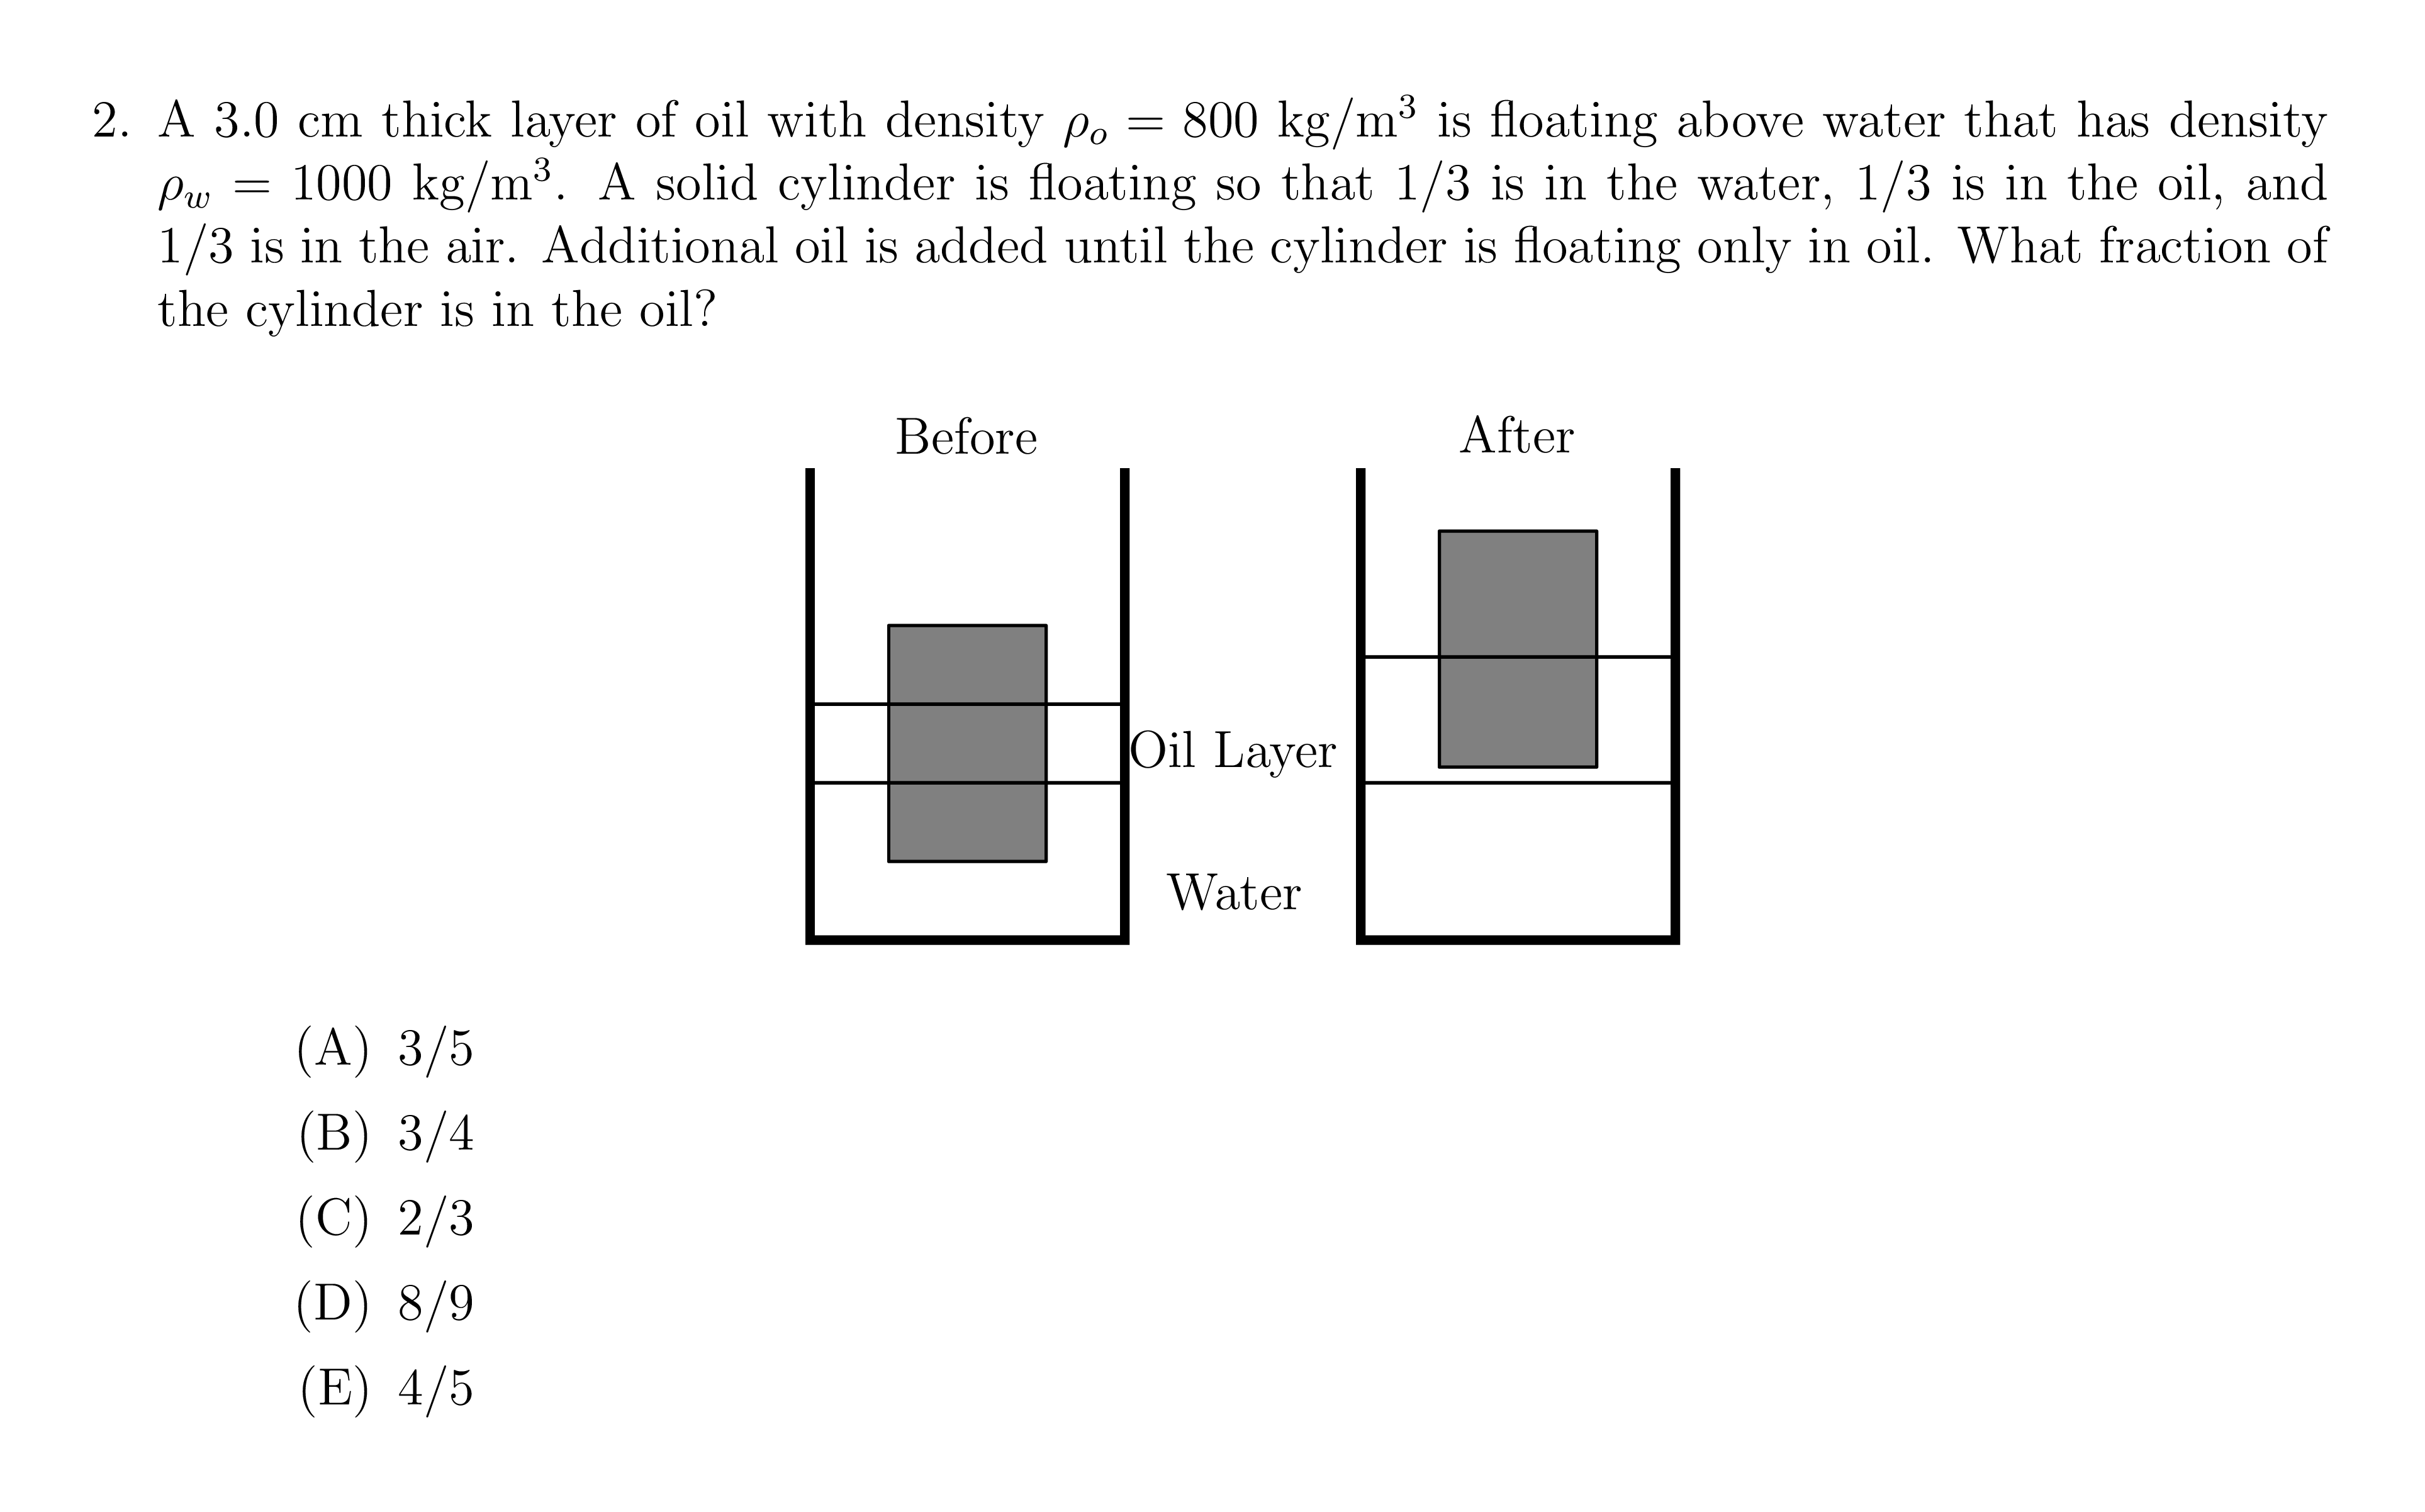 2. A 3.0 cm thick layer of oil with density ρₒ = 800 kg/m³ is floating above water that has density
ρ_w = 1000 kg/m³. A solid cylinder is floating so that 1/3 is in the water, 1/3 is in the oil, and
1/3 is in the air. Additional oil is added until the cylinder is floating only in oil. What fraction of
the cylinder is in the oil?
Before
After
Oil Layer
Water
(A) 3/5
(B) 3/4
(C) 2/3
(D) 8/9
(E) 4/5